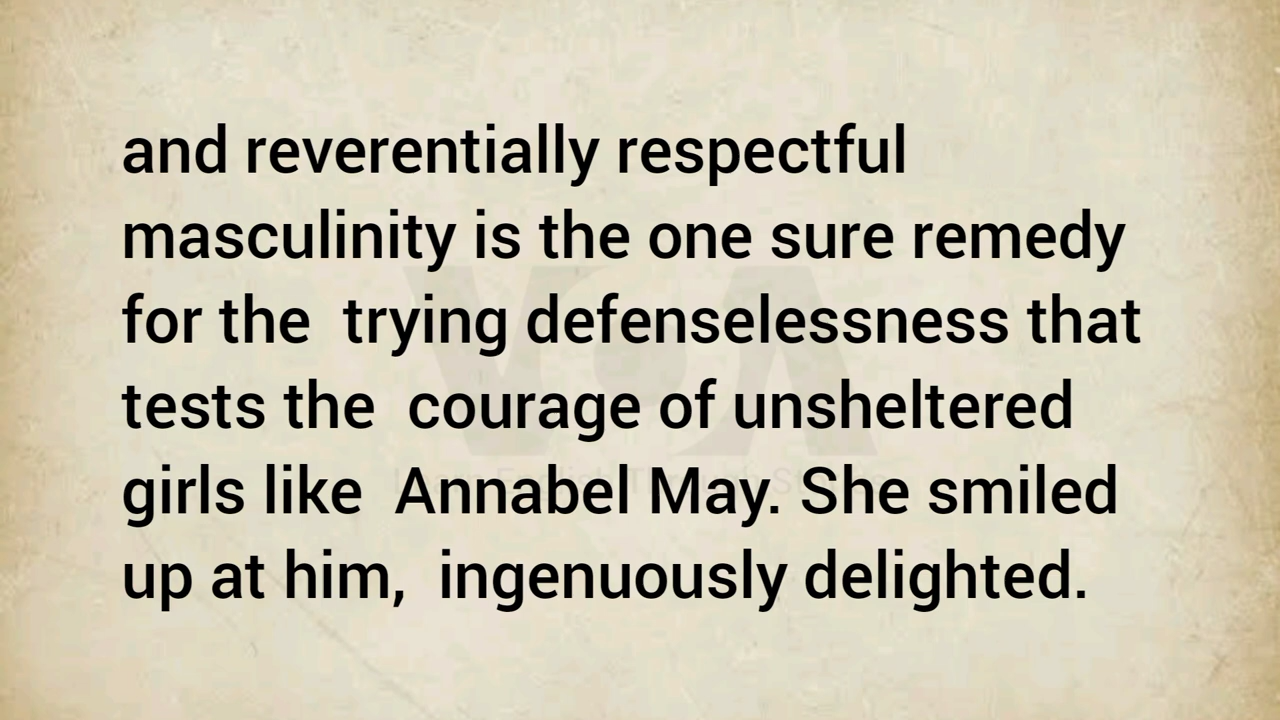 and reverentially respectful
masculinity is the one sure remedy
for the  trying defenselessness that
tests the  courage of unsheltered
girls like  Annabel May. She smiled
up at him,  ingenuously delighted.
VOA